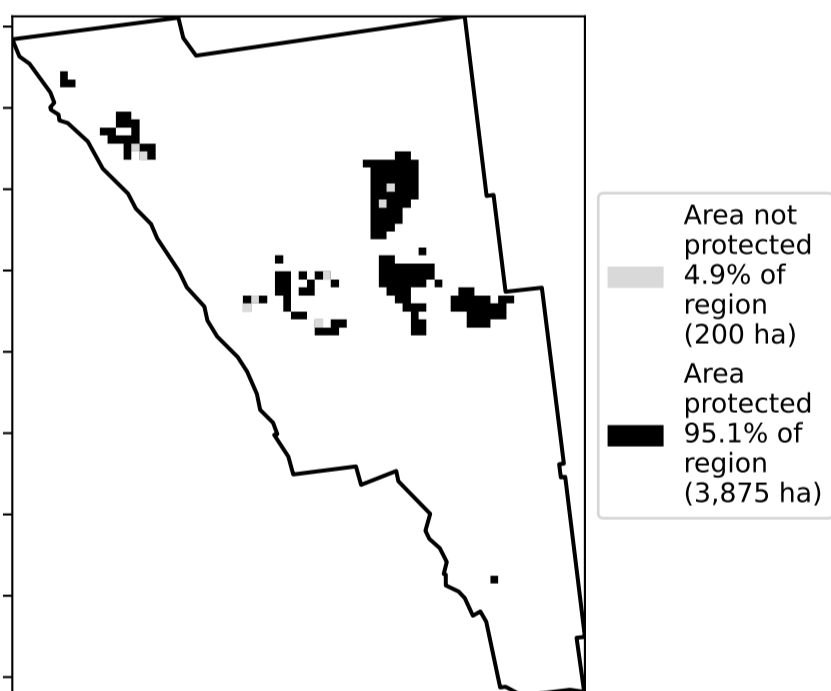 Area not
protected
4.9% of
region
(200 ha)
Area
protected
95.1% of
region
(3,875 ha)